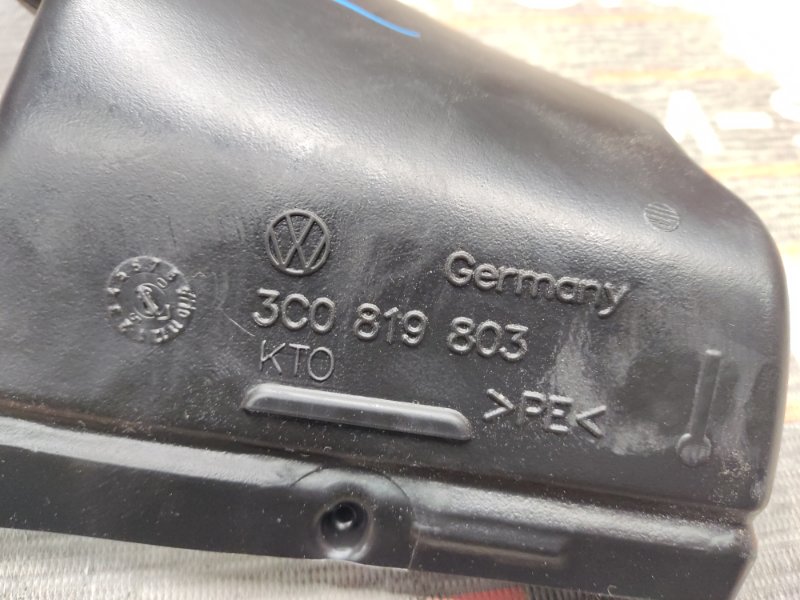 Germany
3C0 819 803
KTO
>PE<